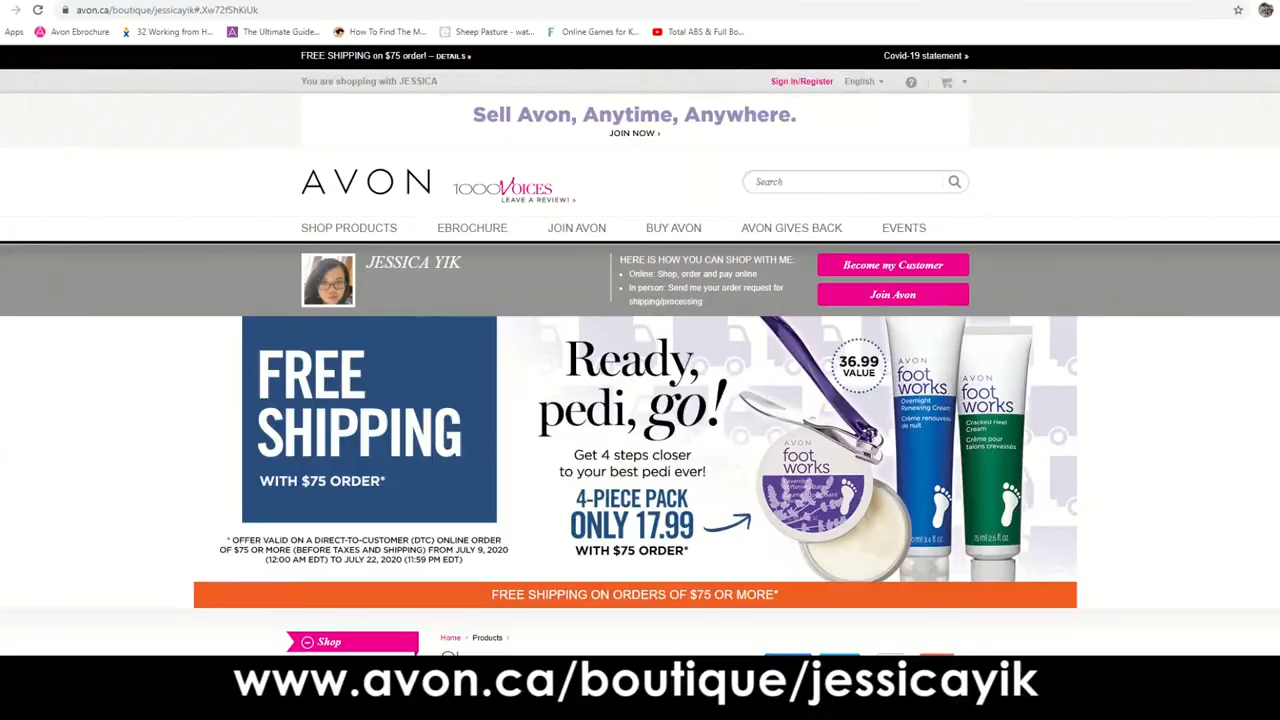 avon.ca/boutique/jessicayik#.Xw72fShKiUk
Apps
Avon Ebrochure
32 Working from H...
The Ultimate Guide...
How To Find The M...
Sheep Pasture - wat...
Online Games for K...
Total ABS & Full Bo...
FREE SHIPPING on $75 order! – DETAILS »
Covid-19 statement »
You are shopping with JESSICA
Sign In/Register
English
Sell Avon, Anytime, Anywhere.
JOIN NOW ›
AVON
1000 VOICES
LEAVE A REVIEW! »
Search
SHOP PRODUCTS
EBROCHURE
JOIN AVON
BUY AVON
AVON GIVES BACK
EVENTS
JESSICA YIK
HERE IS HOW YOU CAN SHOP WITH ME:
• Online: Shop, order and pay online
• In person: Send me your order request for
shipping/processing
Become my Customer
Join Avon
FREE
SHIPPING
WITH $75 ORDER*
* OFFER VALID ON A DIRECT-TO-CUSTOMER (DTC) ONLINE ORDER
OF $75 OR MORE (BEFORE TAXES AND SHIPPING) FROM JULY 9, 2020
(12:00 AM EDT) TO JULY 22, 2020 (11:59 PM EDT)
Ready,
pedi, go!
Get 4 steps closer
to your best pedi ever!
4-PIECE PACK
ONLY 17.99
WITH $75 ORDER*
36.99
VALUE
AVON
foot
works
AVON
foot
works
Overnight
Renewing Cream
Crème renouveau
de nuit
AVON
foot
works
Cracked Heel
Cream
Crème pour
talons crevassés
75 ml 2.5 fl.oz.
FREE SHIPPING ON ORDERS OF $75 OR MORE*
Shop
Home › Products ›
www.avon.ca/boutique/jessicayik